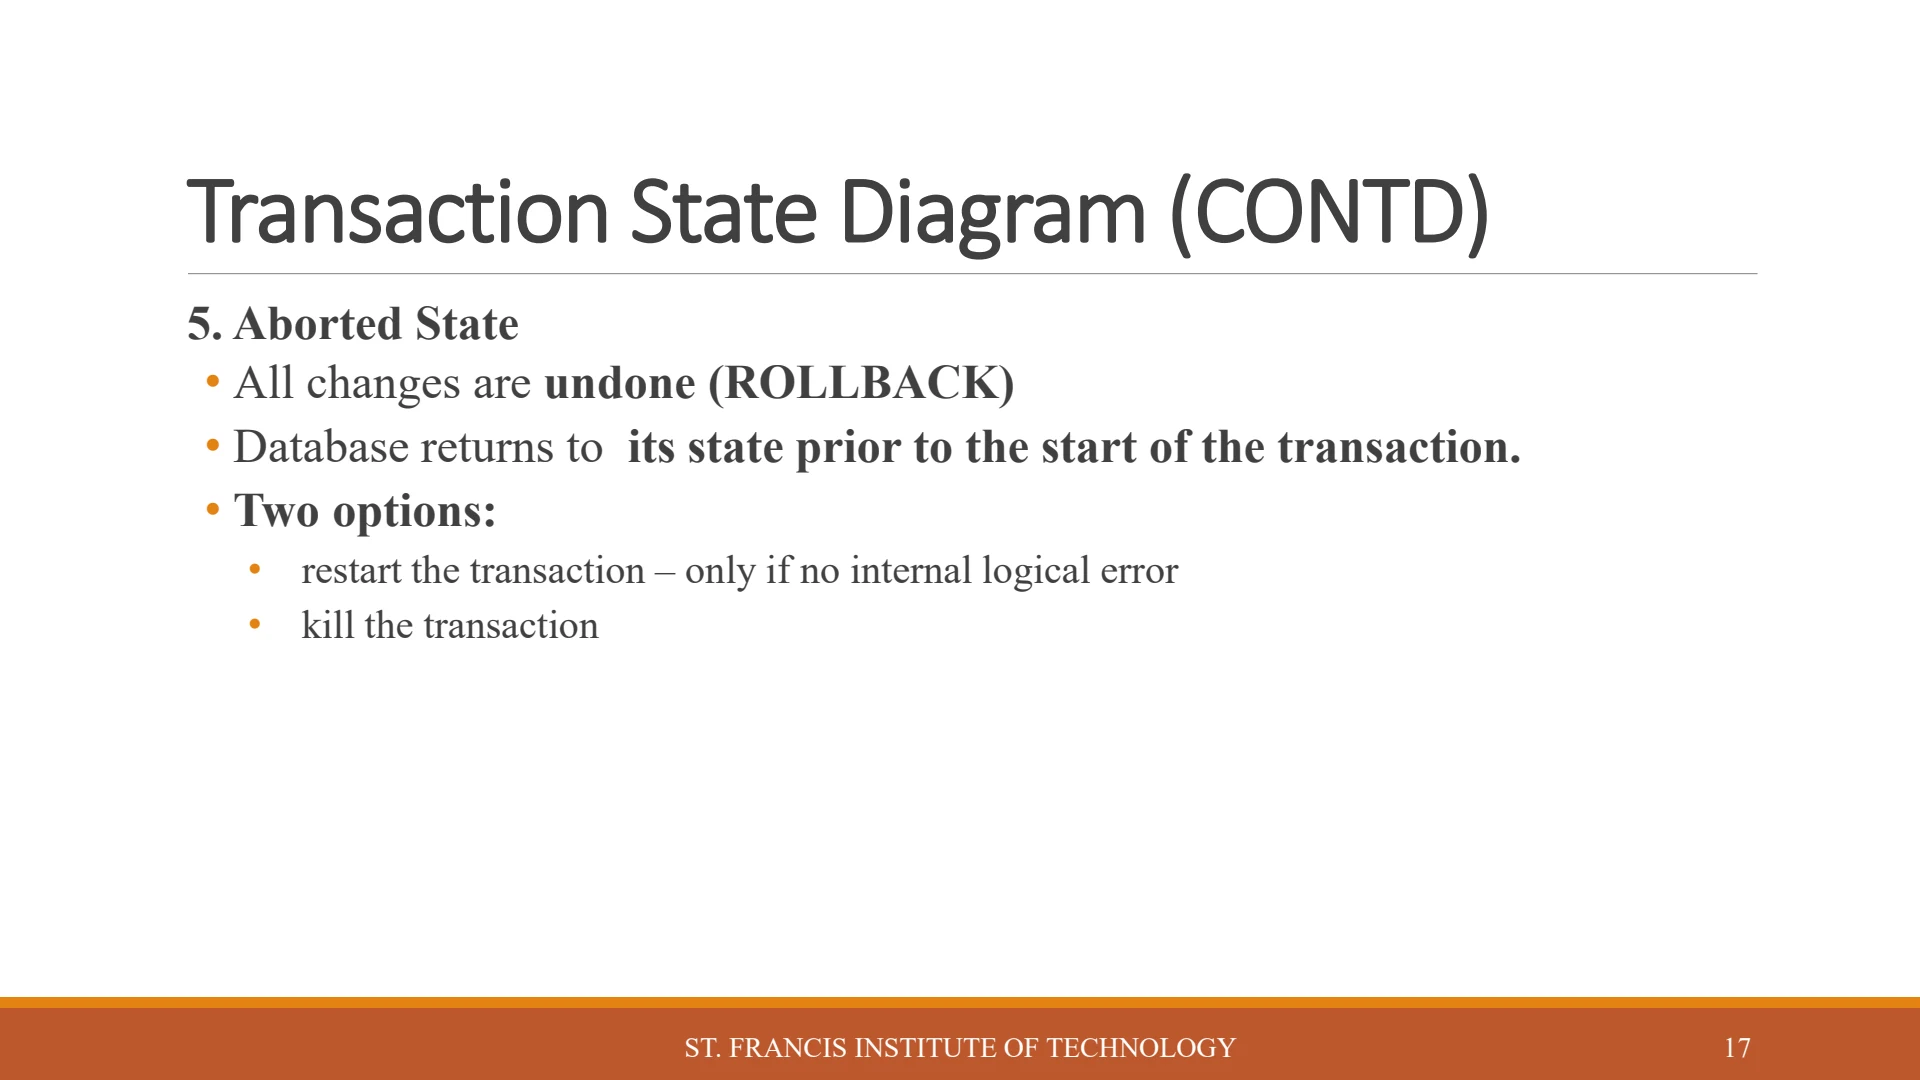 Transaction State Diagram (CONTD)
5. Aborted State
• All changes are undone (ROLLBACK)
• Database returns to  its state prior to the start of the transaction.
• Two options:
• restart the transaction – only if no internal logical error
• kill the transaction
ST. FRANCIS INSTITUTE OF TECHNOLOGY
17